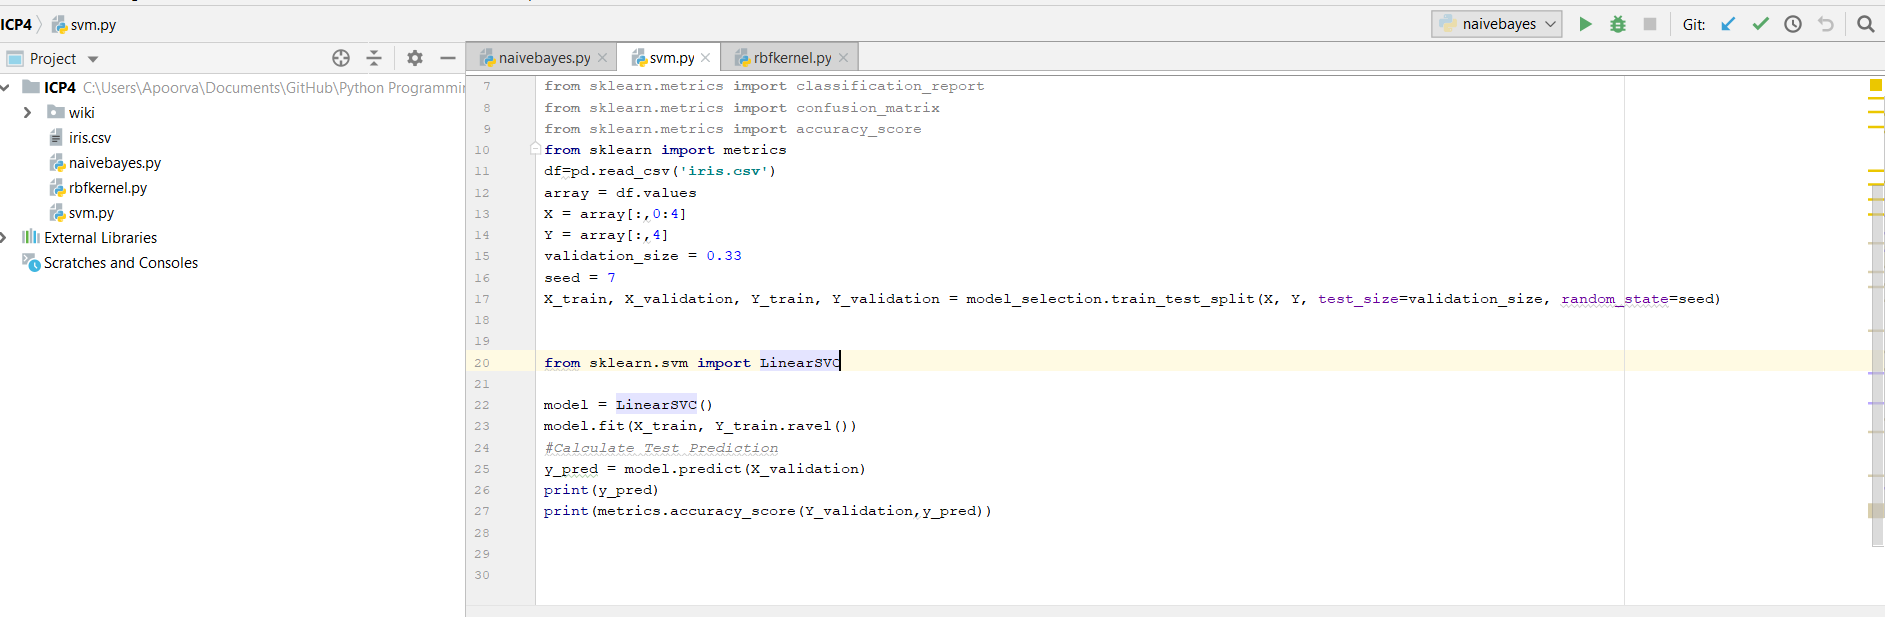 ICP4 svm.py naivebayes Git:
Project naivebayes.py svm.py rbfkernel.py
ICP4 C:\Users\Apoorva\Documents\GitHub\Python Programmi
wiki
iris.csv
naivebayes.py
rbfkernel.py
svm.py
External Libraries
Scratches and Consoles
7 from sklearn.metrics import classification_report
8 from sklearn.metrics import confusion_matrix
9 from sklearn.metrics import accuracy_score
10 from sklearn import metrics
11 df=pd.read_csv('iris.csv')
12 array = df.values
13 X = array[:,0:4]
14 Y = array[:,4]
15 validation_size = 0.33
16 seed = 7
17 X_train, X_validation, Y_train, Y_validation = model_selection.train_test_split(X, Y, test_size=validation_size, random_state=seed)
18
19
20 from sklearn.svm import LinearSVC
21
22 model = LinearSVC()
23 model.fit(X_train, Y_train.ravel())
24 #Calculate Test Prediction
25 y_pred = model.predict(X_validation)
26 print(y_pred)
27 print(metrics.accuracy_score(Y_validation,y_pred))
28
29
30